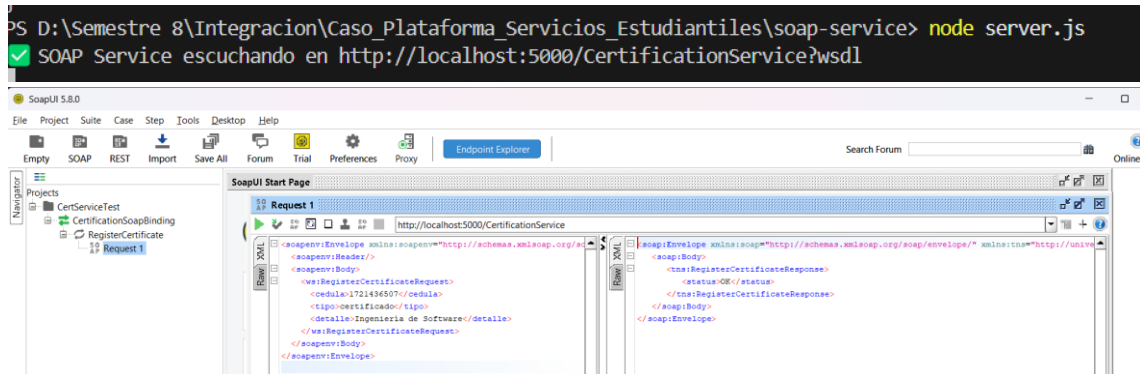 PS D:\Semestre 8\Integracion\Caso_Plataforma_Servicios_Estudiantiles\soap-service> node server.js
SOAP Service escuchando en http://localhost:5000/CertificationService?wsdl
SoapUI 5.8.0
File Project Suite Case Step Tools Desktop Help
Empty SOAP REST Import Save All Forum Trial Preferences Proxy Endpoint Explorer Search Forum Online
Navigator
Projects
CertServiceTest
CertificationSoapBinding
RegisterCertificate
Request 1
SoapUI Start Page
Request 1
http://localhost:5000/CertificationService
XML
Raw
<soapenv:Envelope xmlns:soapenv="http://schemas.xmlsoap.org/so
<soapenv:Header/>
<soapenv:Body>
<ws:RegisterCertificateRequest>
<cedula>1721436507</cedula>
<tipo>certificado</tipo>
<detalle>Ingeniería de Software</detalle>
</ws:RegisterCertificateRequest>
</soapenv:Body>
</soapenv:Envelope>
XML
Raw
<soap:Envelope xmlns:soap="http://schemas.xmlsoap.org/soap/envelope/" xmlns:tns="http://unive
<soap:Body>
<tns:RegisterCertificateResponse>
<status>OK</status>
</tns:RegisterCertificateResponse>
</soap:Body>
</soap:Envelope>